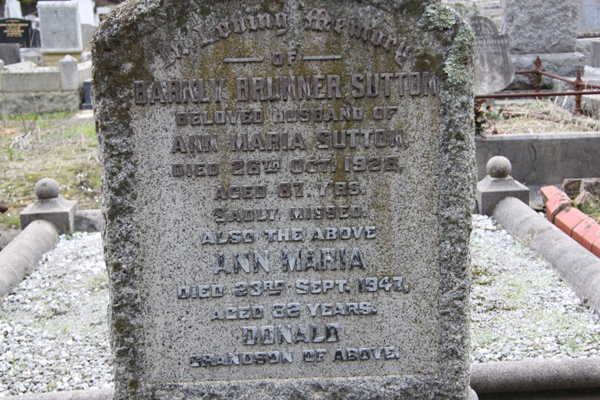 In Loving Memory
OF
BARKLY BRUNNER SUTTON
BELOVED HUSBAND OF
ANN MARIA SUTTON
DIED 26TH OCT. 1928.
AGED 67 YRS.
SADLY MISSED.
ALSO THE ABOVE
ANN MARIA
DIED 23RD SEPT. 1947,
AGED 82 YEARS.
DONALD
GRANDSON OF ABOVE.